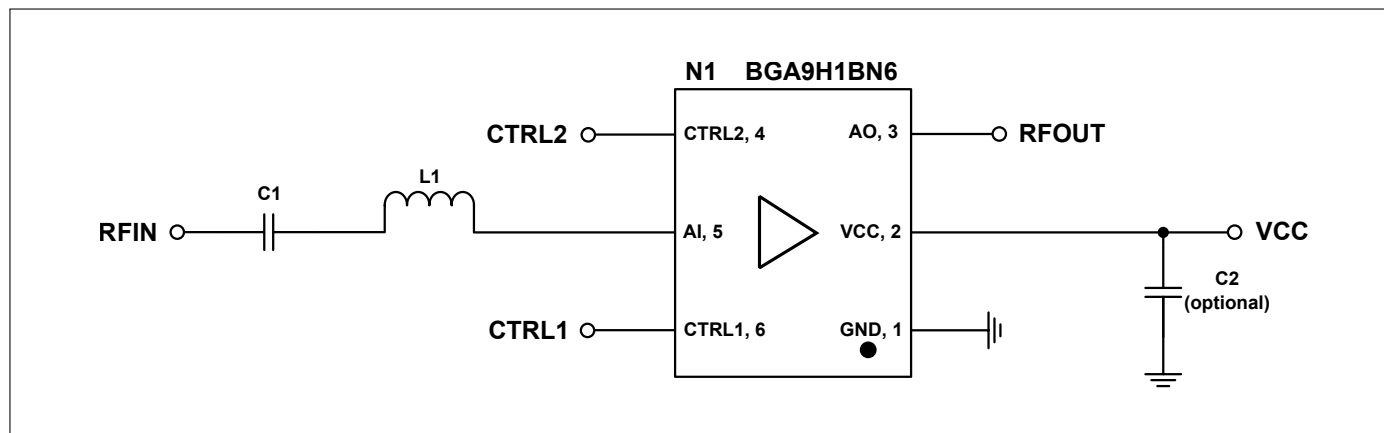 N1 BGA9H1BN6
CTRL2
CTRL2, 4
AO, 3
RFOUT
C1
L1
RFIN
AI, 5
VCC, 2
VCC
C2
(optional)
CTRL1
CTRL1, 6
GND, 1